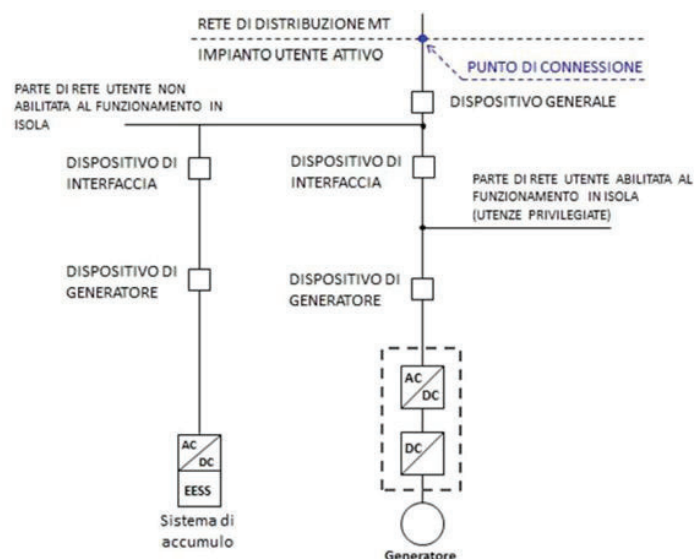 RETE DI DISTRIBUZIONE MT
IMPIANTO UTENTE ATTIVO
PUNTO DI CONNESSIONE
PARTE DI RETE UTENTE NON
ABILITATA AL FUNZIONAMENTO IN
ISOLA
DISPOSITIVO GENERALE
DISPOSITIVO DI
INTERFACCIA
DISPOSITIVO DI
INTERFACCIA
PARTE DI RETE UTENTE ABILITATA AL
FUNZIONAMENTO IN ISOLA
(UTENZE PRIVILEGIATE)
DISPOSITIVO DI
GENERATORE
DISPOSITIVO DI
GENERATORE
AC
DC
DC
AC
DC
EESS
Sistema di
accumulo
Generatore